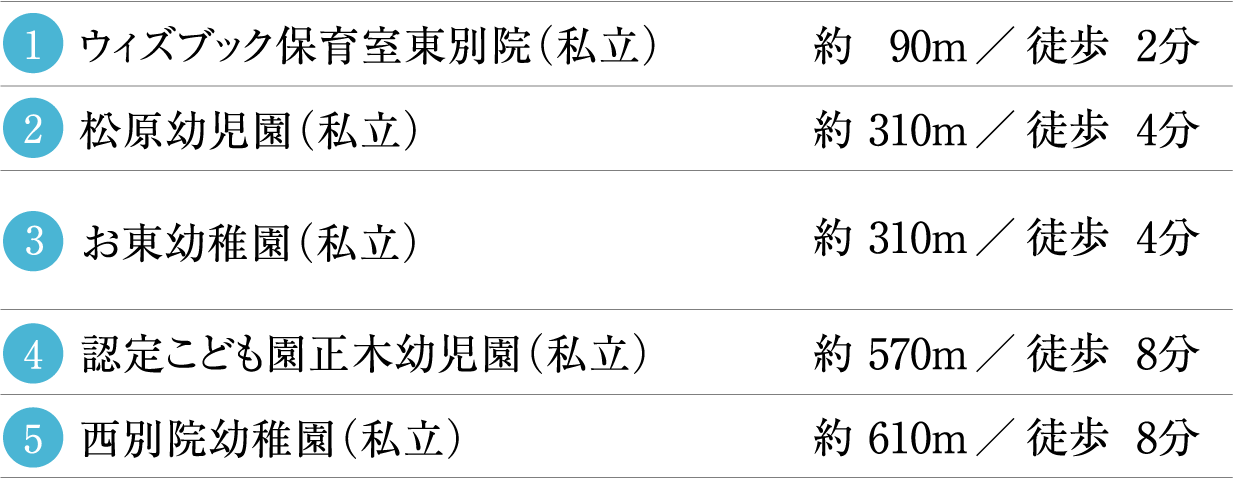 1 ウィズブック保育室東別院（私立） 約 90m／徒歩 2分
2 松原幼児園（私立） 約 310m／徒歩 4分
3 お東幼稚園（私立） 約 310m／徒歩 4分
4 認定こども園正木幼児園（私立） 約 570m／徒歩 8分
5 西別院幼稚園（私立） 約 610m／徒歩 8分